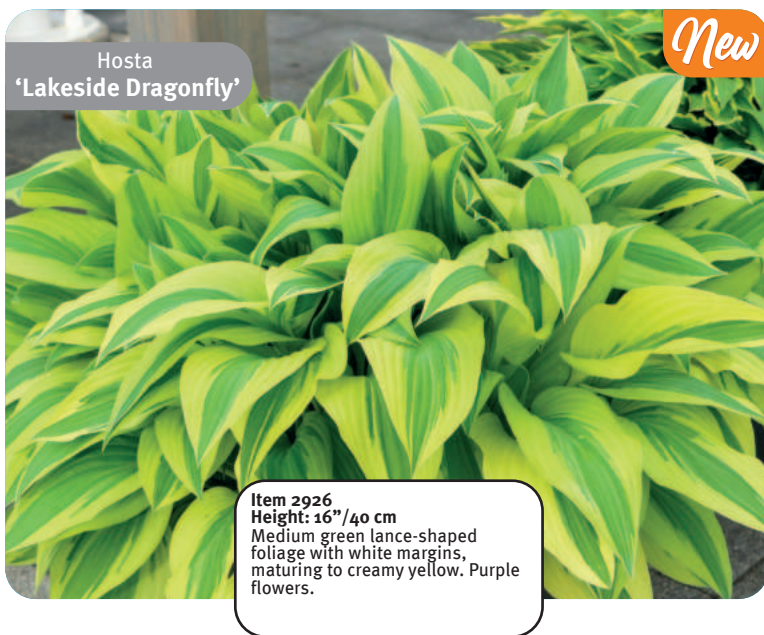 Hosta
‘Lakeside Dragonfly’
New
Item 2926
Height: 16”/40 cm
Medium green lance-shaped
foliage with white margins,
maturing to creamy yellow. Purple
flowers.